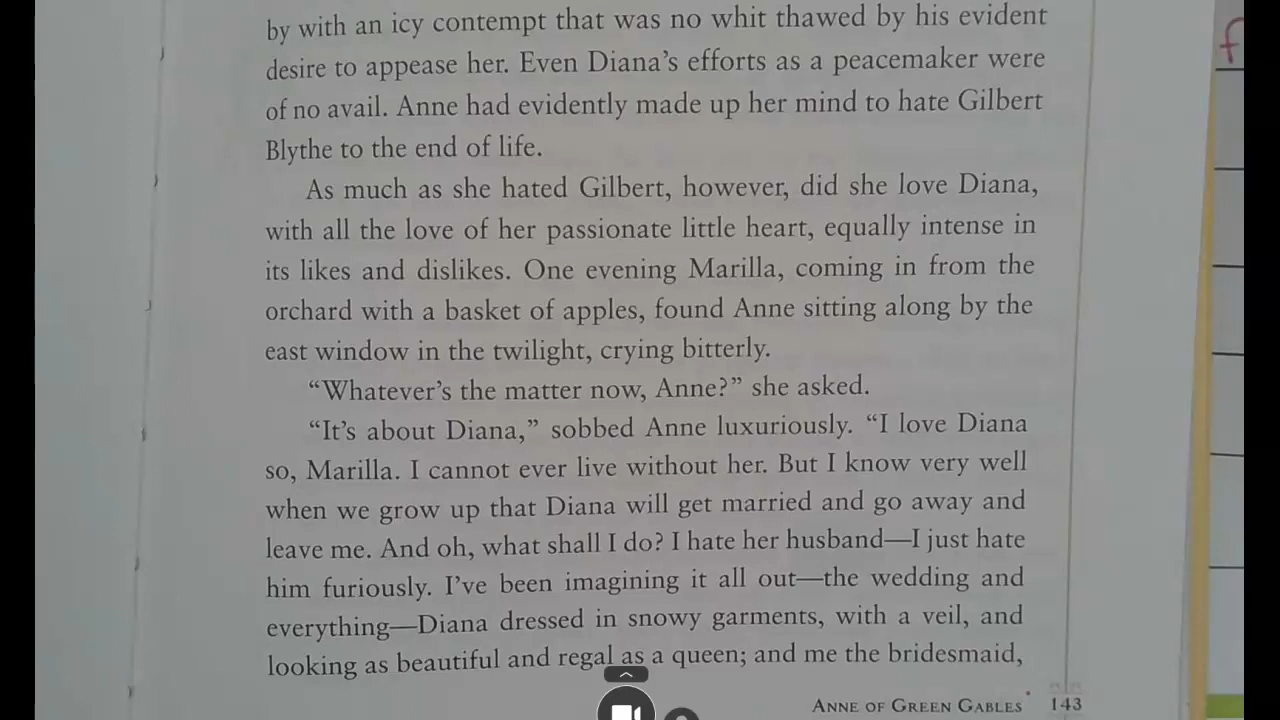 by with an icy contempt that was no whit thawed by his evident
desire to appease her. Even Diana's efforts as a peacemaker were
of no avail. Anne had evidently made up her mind to hate Gilbert
Blythe to the end of life.
As much as she hated Gilbert, however, did she love Diana,
with all the love of her passionate little heart, equally intense in
its likes and dislikes. One evening Marilla, coming in from the
orchard with a basket of apples, found Anne sitting along by the
east window in the twilight, crying bitterly.
“Whatever's the matter now, Anne?” she asked.
“It's about Diana,” sobbed Anne luxuriously. “I love Diana
so, Marilla. I cannot ever live without her. But I know very well
when we grow up that Diana will get married and go away and
leave me. And oh, what shall I do? I hate her husband—I just hate
him furiously. I've been imagining it all out—the wedding and
everything—Diana dressed in snowy garments, with a veil, and
looking as beautiful and regal as a queen; and me the bridesmaid,
ANNE OF GREEN GABLES 143
f